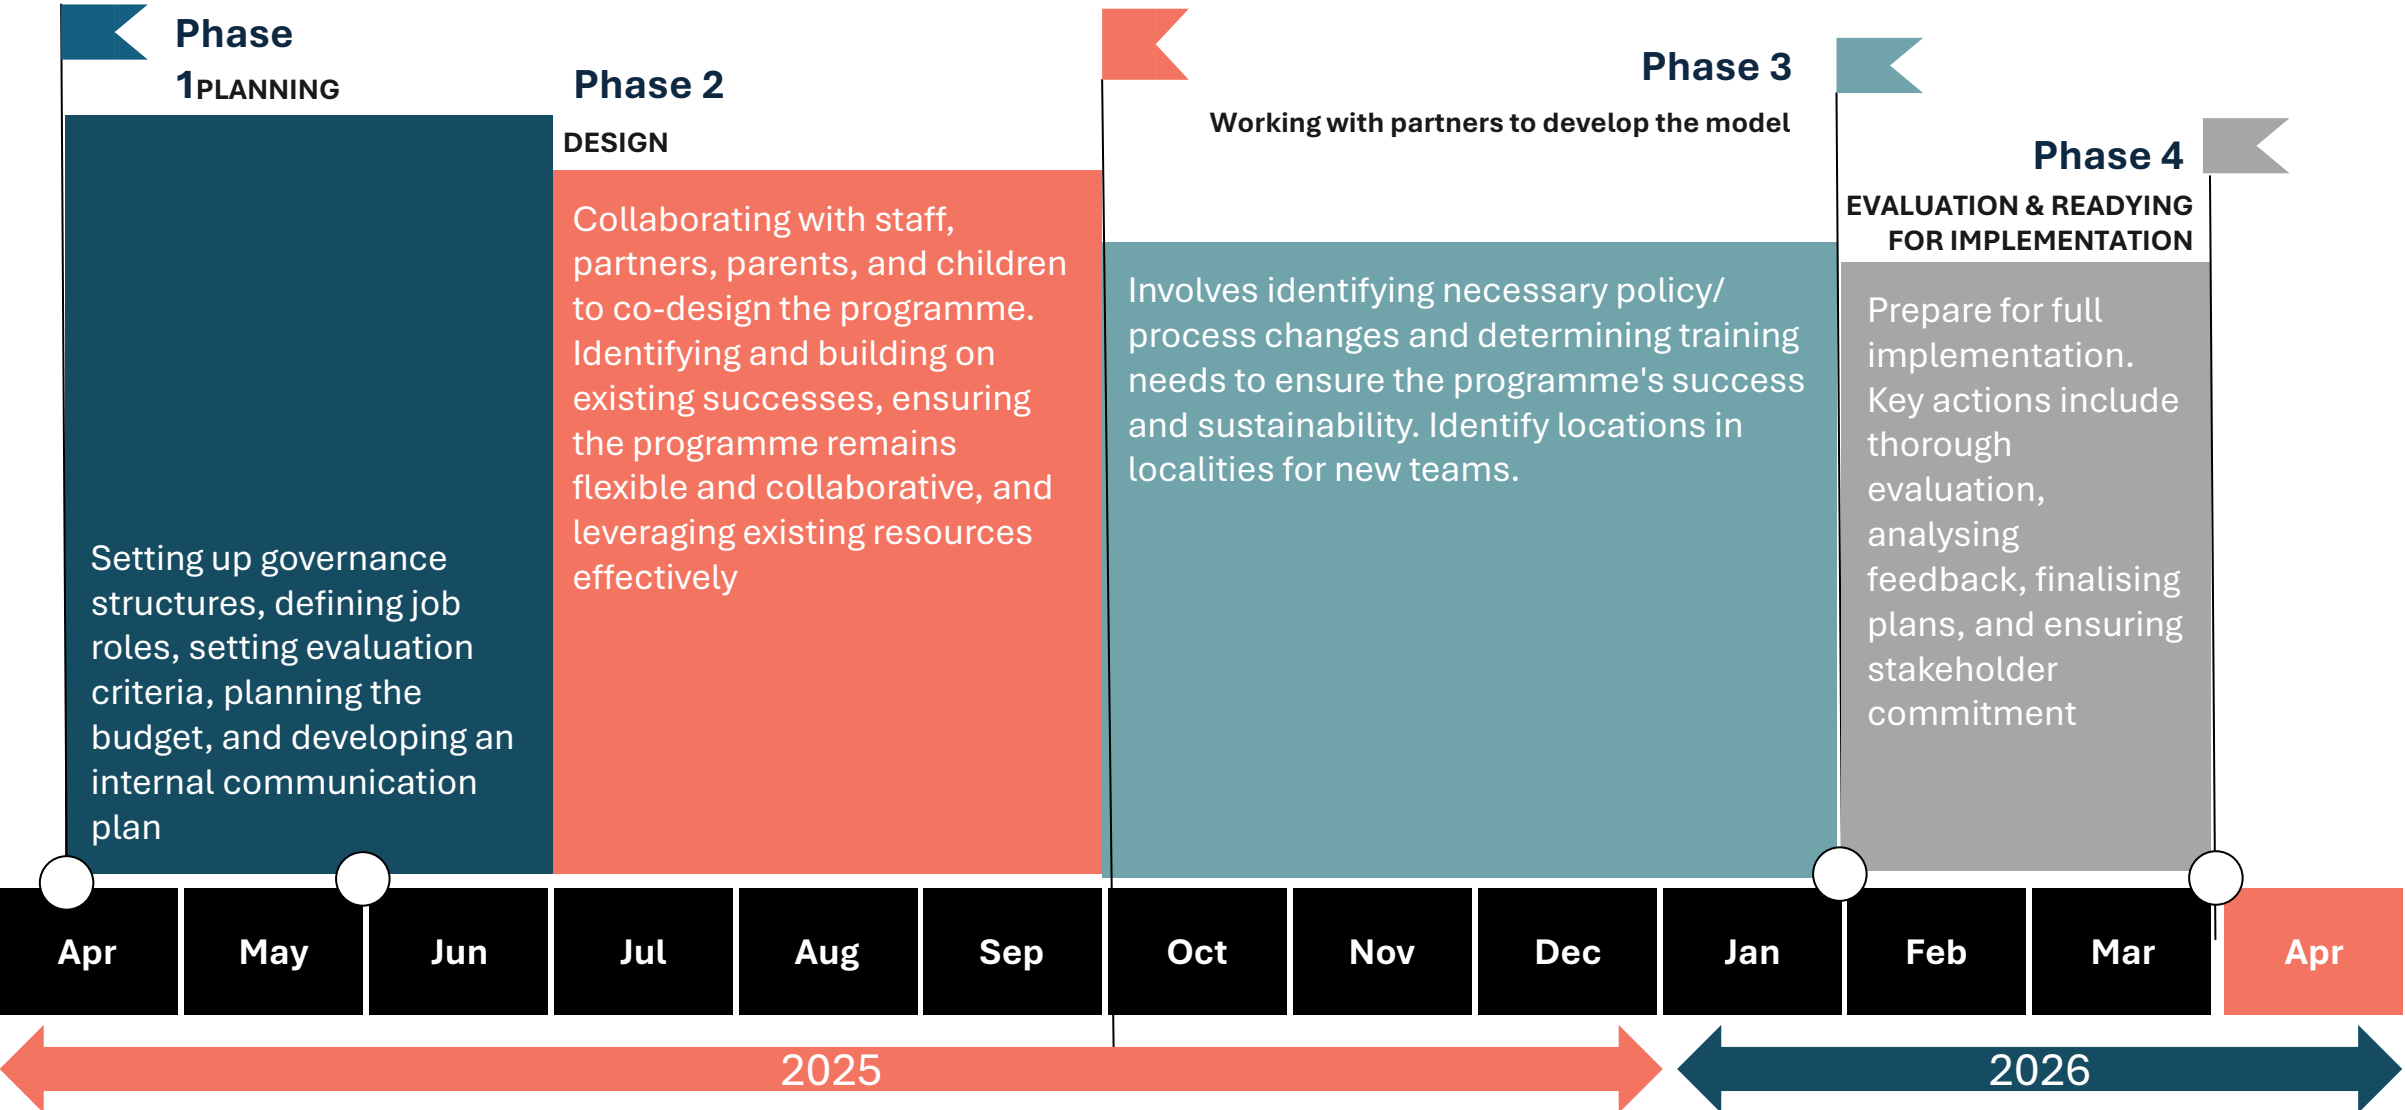 Phase
1PLANNING
Setting up governance
structures, defining job
roles, setting evaluation
criteria, planning the
budget, and developing an
internal communication
plan
Phase 2
DESIGN
Collaborating with staff,
partners, parents, and children
to co-design the programme.
Identifying and building on
existing successes, ensuring
the programme remains
flexible and collaborative, and
leveraging existing resources
effectively
Phase 3
Working with partners to develop the model
Involves identifying necessary policy/
process changes and determining training
needs to ensure the programme's success
and sustainability. Identify locations in
localities for new teams.
Phase 4
EVALUATION & READYING
FOR IMPLEMENTATION
Prepare for full
implementation.
Key actions include
thorough
evaluation,
analysing
feedback, finalising
plans, and ensuring
stakeholder
commitment
Apr May Jun Jul Aug Sep Oct Nov Dec Jan Feb Mar Apr
2025 2026